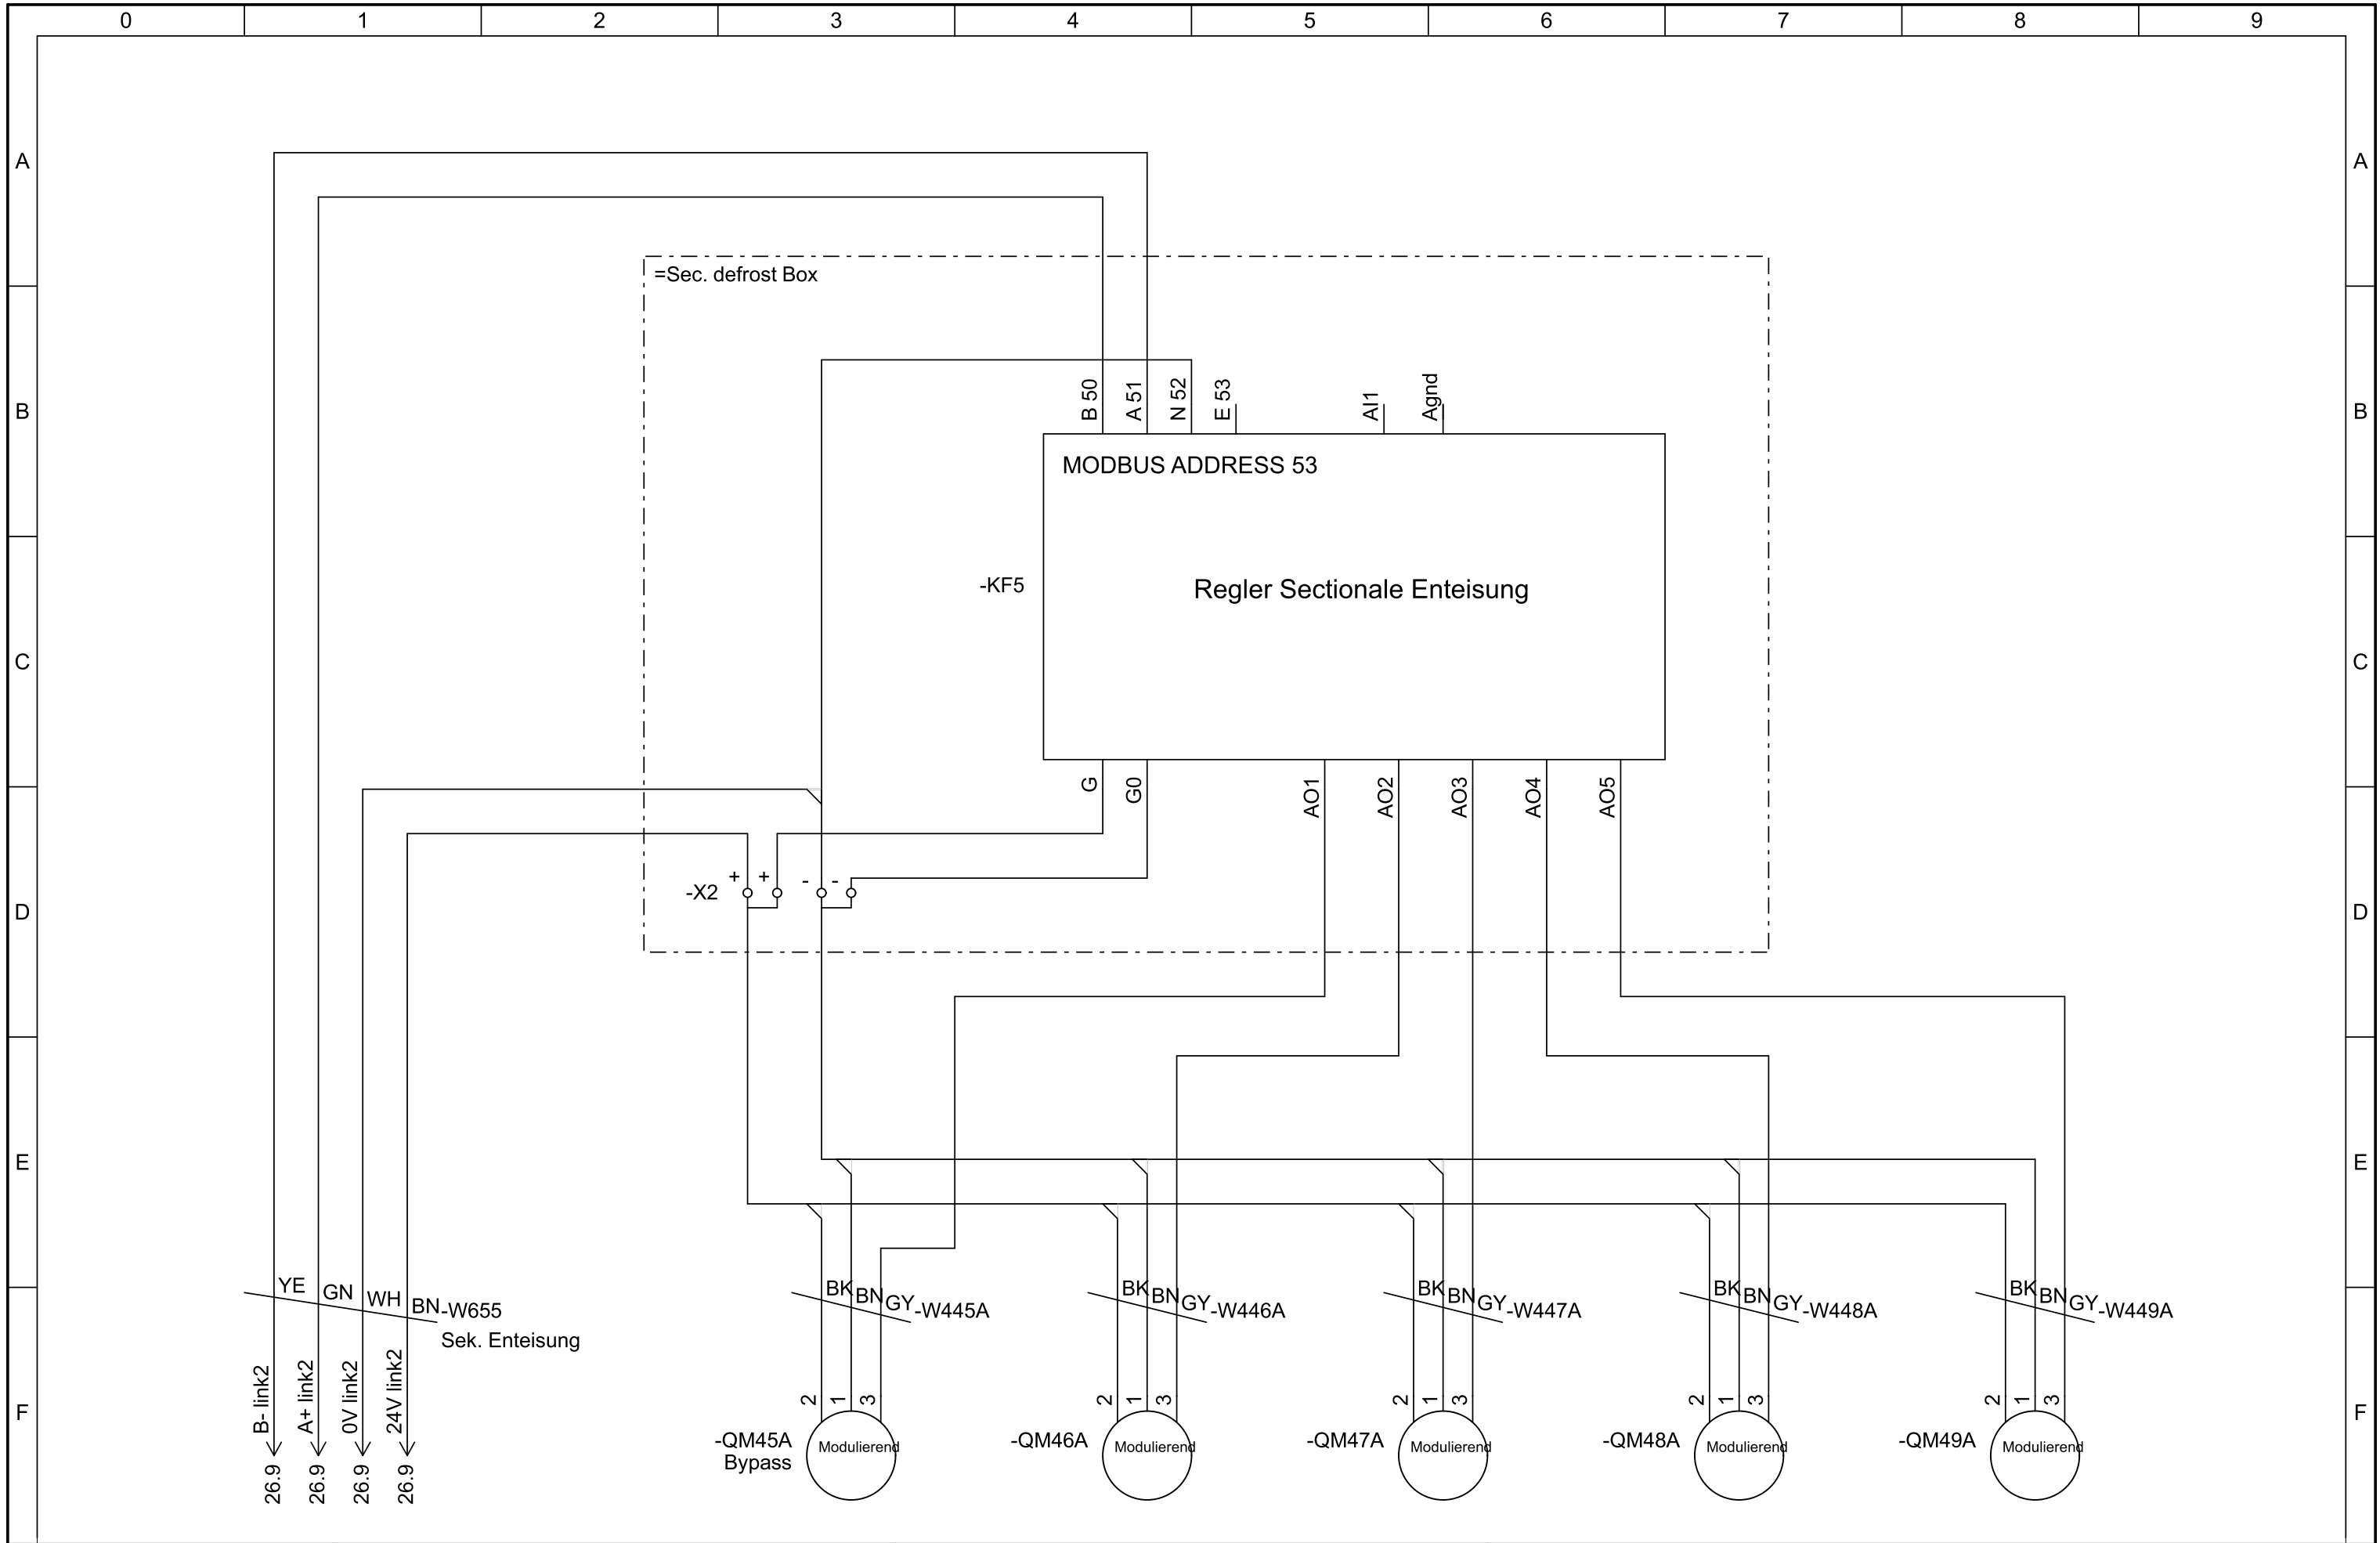 0 1 2 3 4 5 6 7 8 9
A A
=Sec. defrost Box
B 50 A 51 N 52 E 53 AI1 Agnd
B B
MODBUS ADDRESS 53
-KF5 Regler Sectionale Enteisung
C C
G G0 AO1 AO2 AO3 AO4 AO5
-X2 + + - -
D D
E E
YE GN WH BN -W655
Sek. Enteisung
BK BN GY -W445A
BK BN GY -W446A
BK BN GY -W447A
BK BN GY -W448A
BK BN GY -W449A
B- link2
A+ link2
0V link2
24V link2
26.9 26.9 26.9 26.9
F F
2 1 3
-QM45A
Bypass
Modulierend
2 1 3
-QM46A
Modulierend
2 1 3
-QM47A
Modulierend
2 1 3
-QM48A
Modulierend
2 1 3
-QM49A
Modulierend